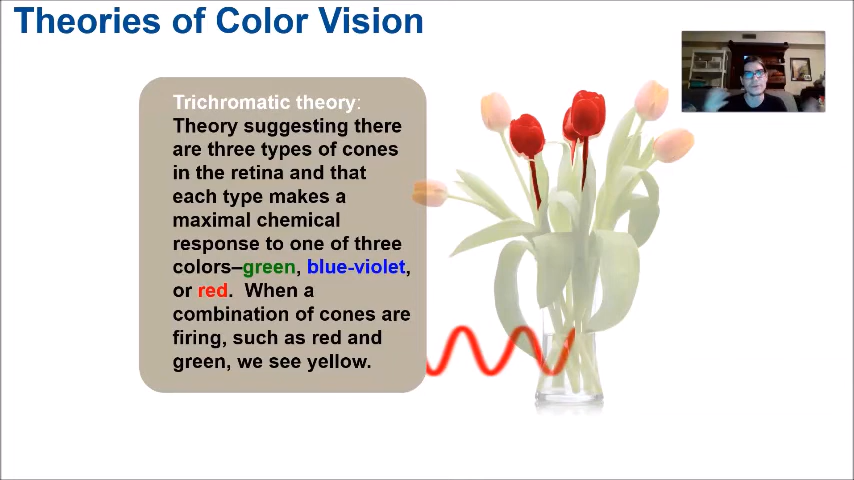 Theories of Color Vision
Trichromatic theory:
Theory suggesting there
are three types of cones
in the retina and that
each type makes a
maximal chemical
response to one of three
colors–green, blue-violet,
or red.  When a
combination of cones are
firing, such as red and
green, we see yellow.